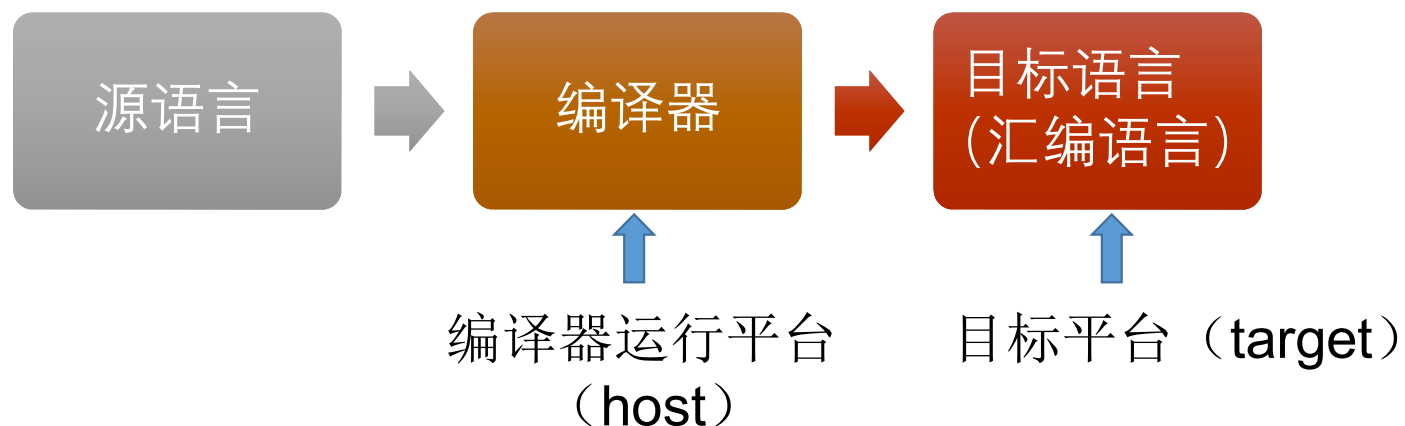 源语言
编译器
目标语言
（汇编语言）
编译器运行平台
（host）
目标平台（target）